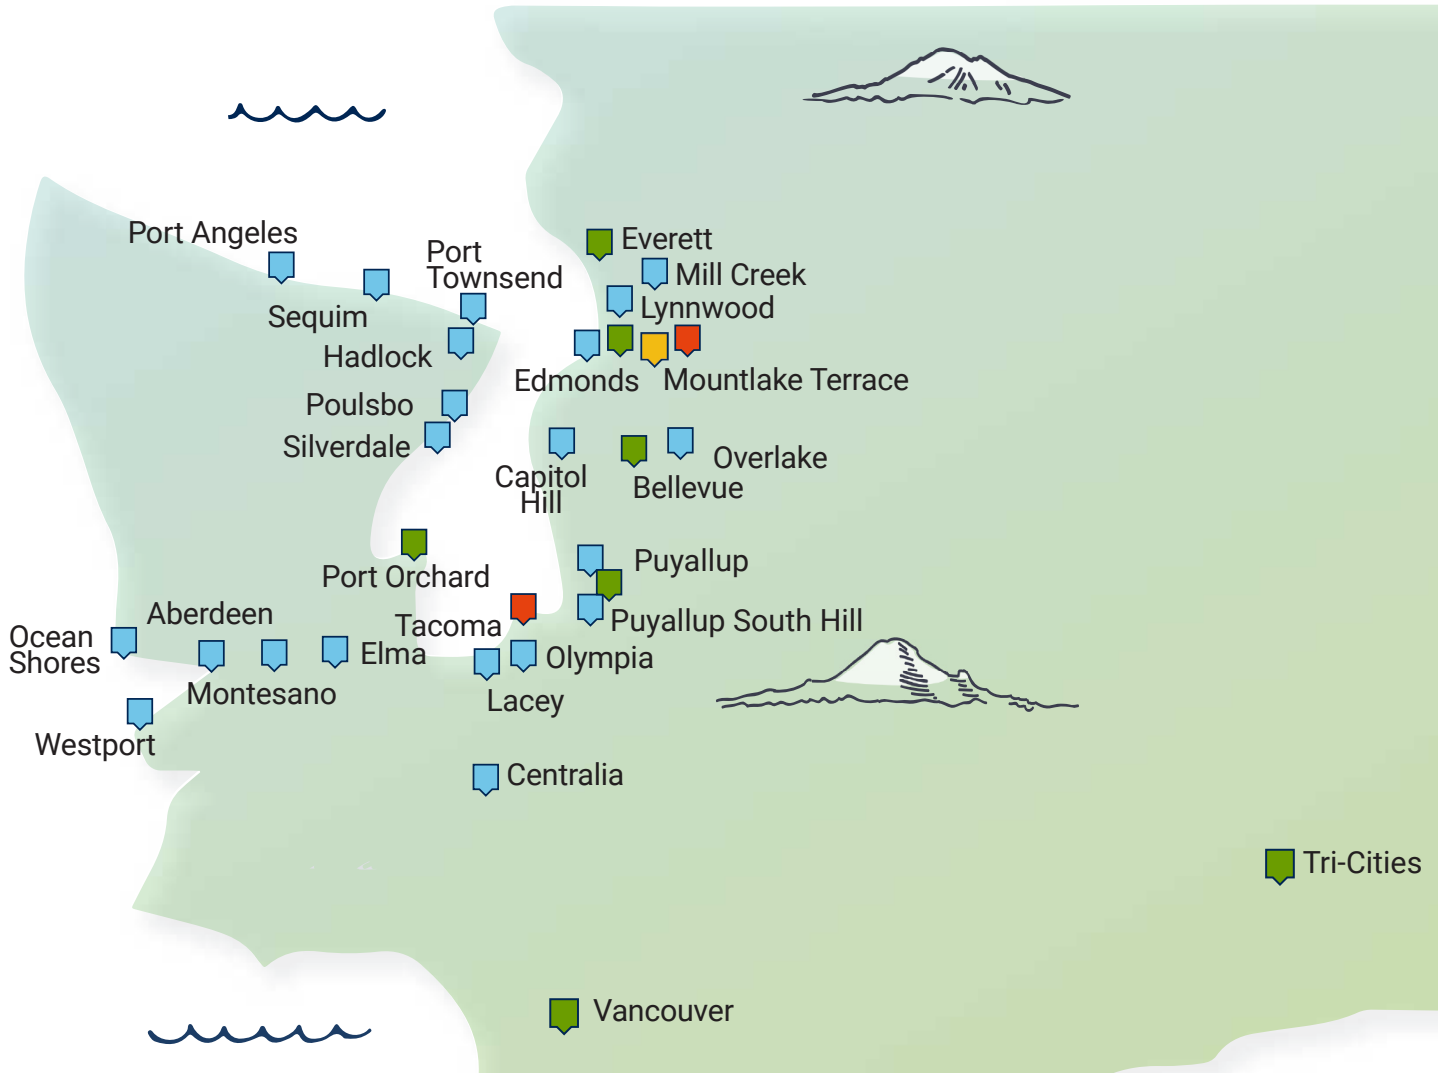 Port Angeles
Port
Townsend
Everett
Mill Creek
Sequim
Lynnwood
Hadlock
Edmonds
Mountlake Terrace
Poulsbo
Silverdale
Capitol
Hill
Overlake
Bellevue
Port Orchard
Puyallup
Aberdeen
Tacoma
Puyallup South Hill
Ocean
Shores
Elma
Olympia
Montesano
Lacey
Westport
Centralia
Tri-Cities
Vancouver